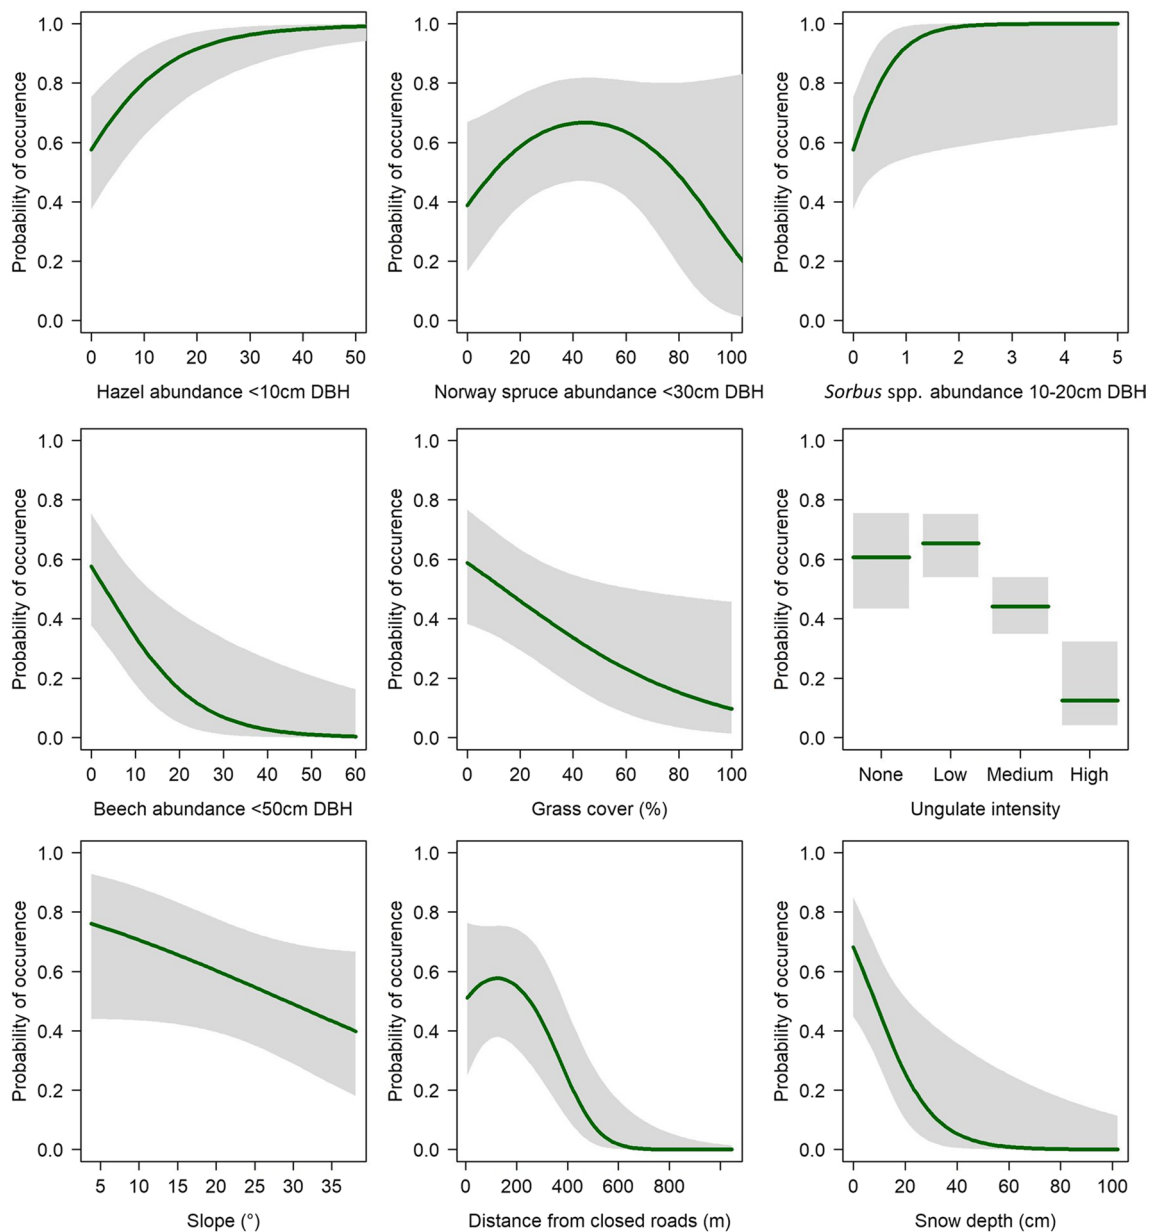 Probability of occurence
1.0
0.8
0.6
0.4
0.2
0.0
0 10 20 30 40 50
Hazel abundance <10cm DBH
Probability of occurence
1.0
0.8
0.6
0.4
0.2
0.0
0 20 40 60 80 100
Norway spruce abundance <30cm DBH
Probability of occurence
1.0
0.8
0.6
0.4
0.2
0.0
0 1 2 3 4 5
Sorbus spp. abundance 10-20cm DBH
Probability of occurence
1.0
0.8
0.6
0.4
0.2
0.0
0 10 20 30 40 50 60
Beech abundance <50cm DBH
Probability of occurence
1.0
0.8
0.6
0.4
0.2
0.0
0 20 40 60 80 100
Grass cover (%)
Probability of occurence
1.0
0.8
0.6
0.4
0.2
0.0
None Low Medium High
Ungulate intensity
Probability of occurence
1.0
0.8
0.6
0.4
0.2
0.0
5 10 15 20 25 30 35
Slope (°)
Probability of occurence
1.0
0.8
0.6
0.4
0.2
0.0
0 200 400 600 800
Distance from closed roads (m)
Probability of occurence
1.0
0.8
0.6
0.4
0.2
0.0
0 20 40 60 80 100
Snow depth (cm)